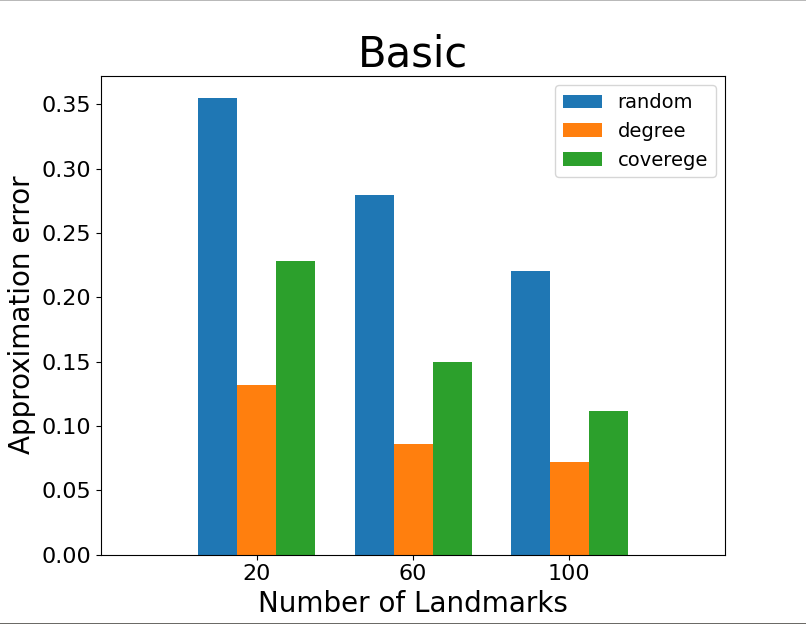 Basic
random
degree
coverege
Approximation error
0.35
0.30
0.25
0.20
0.15
0.10
0.05
0.00
20 60 100
Number of Landmarks